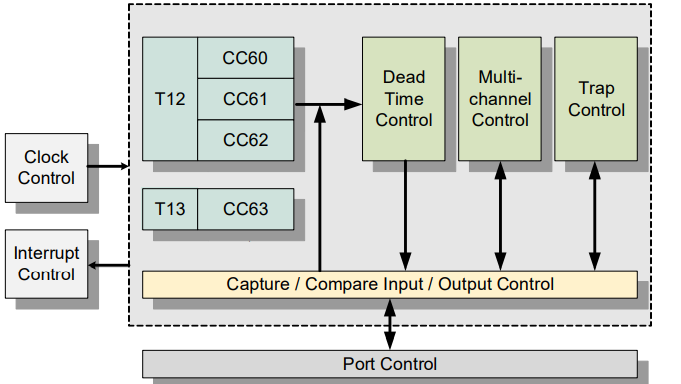 Clock
Control
Interrupt
Control
T12
CC60
CC61
CC62
T13
CC63
Dead
Time
Control
Multi-
channel
Control
Trap
Control
Capture / Compare Input / Output Control
Port Control